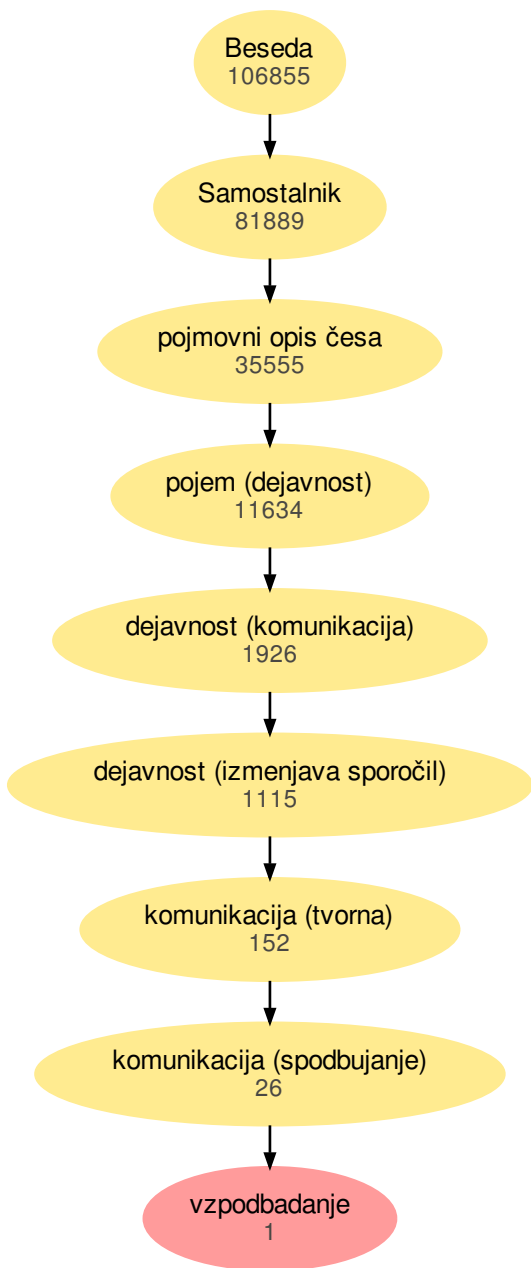 Beseda
106855
Samostalnik
81889
pojmovni opis česa
35555
pojem (dejavnost)
11634
dejavnost (komunikacija)
1926
dejavnost (izmenjava sporočil)
1115
komunikacija (tvorna)
152
komunikacija (spodbujanje)
26
vzpodbadanje
1